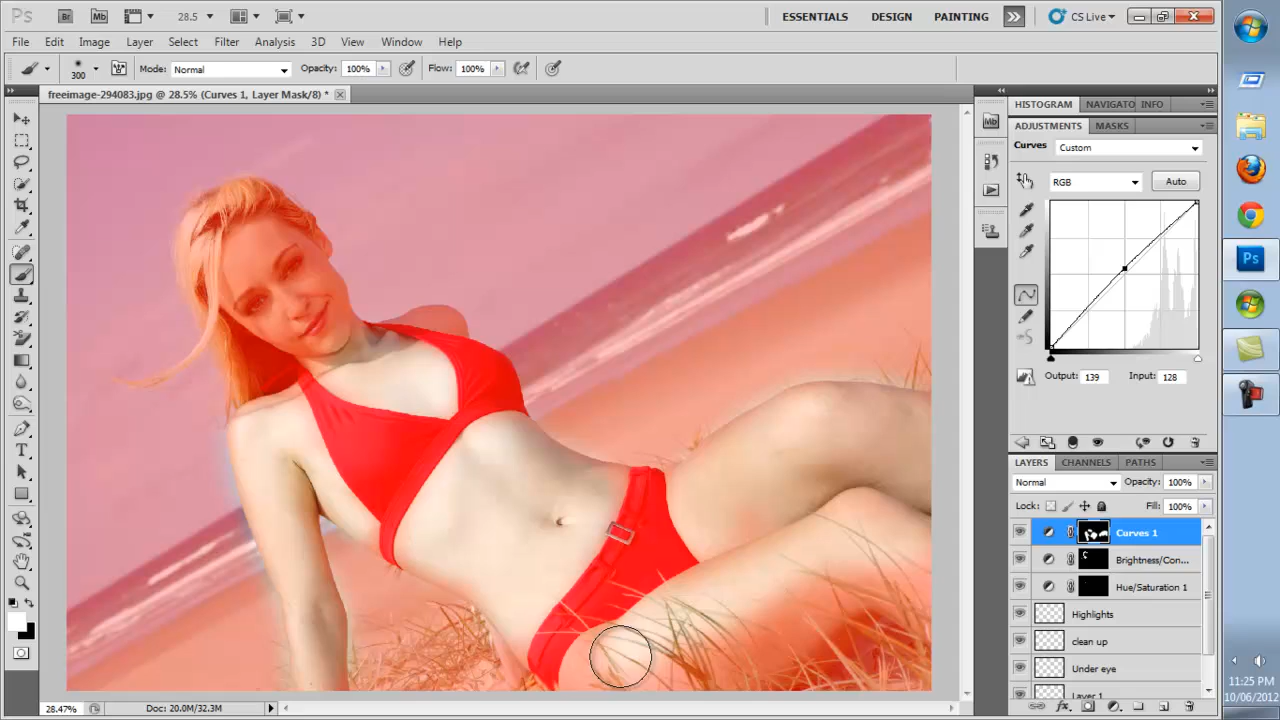 Ps Br Mb 28.5 ESSENTIALS DESIGN PAINTING CS Live
File Edit Image Layer Select Filter Analysis 3D View Window Help
300 Mode: Normal Opacity: 100% Flow: 100%
freeimage-294083.jpg @ 28.5% (Curves 1, Layer Mask/8) *
HISTOGRAM NAVIGATO INFO
Mb
ADJUSTMENTS MASKS
Curves Custom
RGB Auto
Ps
Output: 139 Input: 128
LAYERS CHANNELS PATHS
Normal Opacity: 100%
Lock: Fill: 100%
Curves 1
Brightness/Con...
Hue/Saturation 1
Highlights
clean up
Under eye
Layer 1
28.47% Doc: 20.0M/32.3M
11:25 PM
10/06/2012